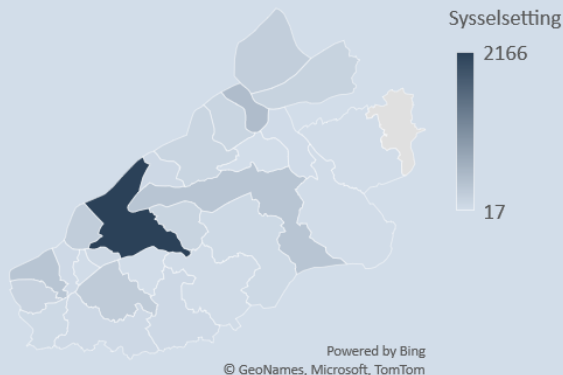 Sysselsetting
2166
17
Powered by Bing
© GeoNames, Microsoft, TomTom